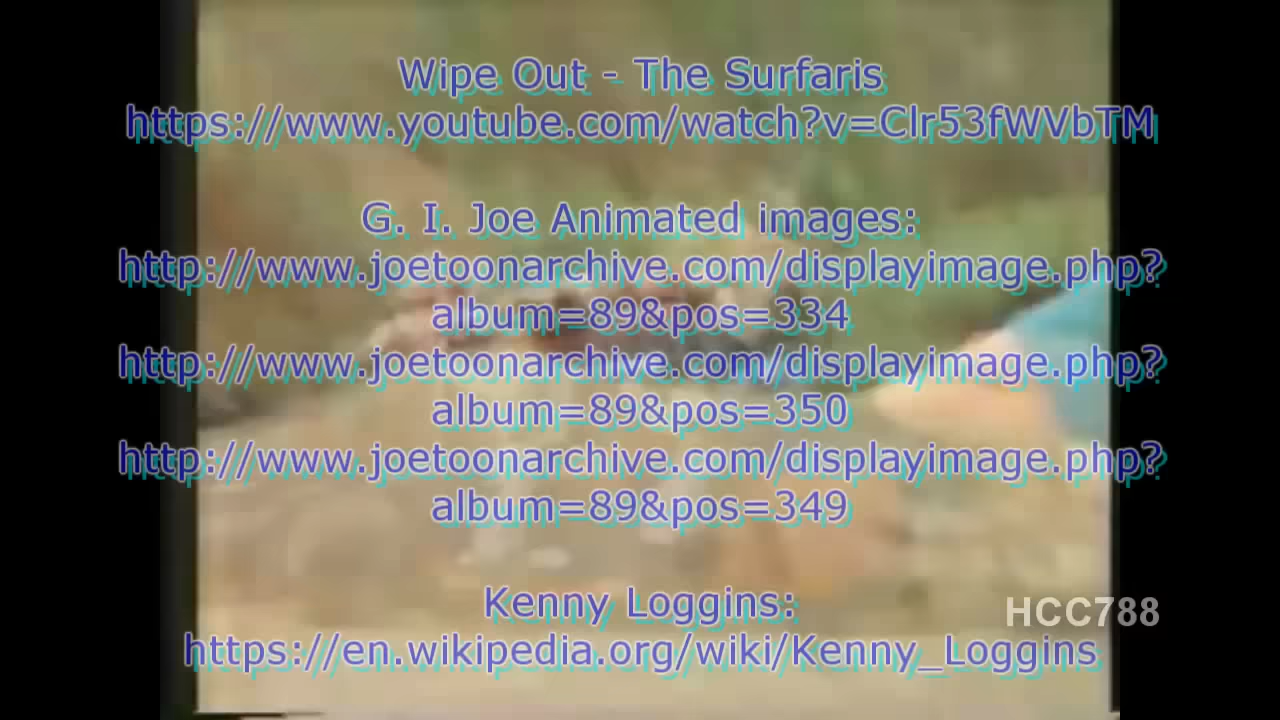 Wipe Out - The Surfaris
https://www.youtube.com/watch?v=Clr53fWVbTM
G. I. Joe Animated images:
http://www.joetoonarchive.com/displayimage.php?
album=89&pos=334
http://www.joetoonarchive.com/displayimage.php?
album=89&pos=350
http://www.joetoonarchive.com/displayimage.php?
album=89&pos=349
Kenny Loggins:
HCC788
https://en.wikipedia.org/wiki/Kenny_Loggins